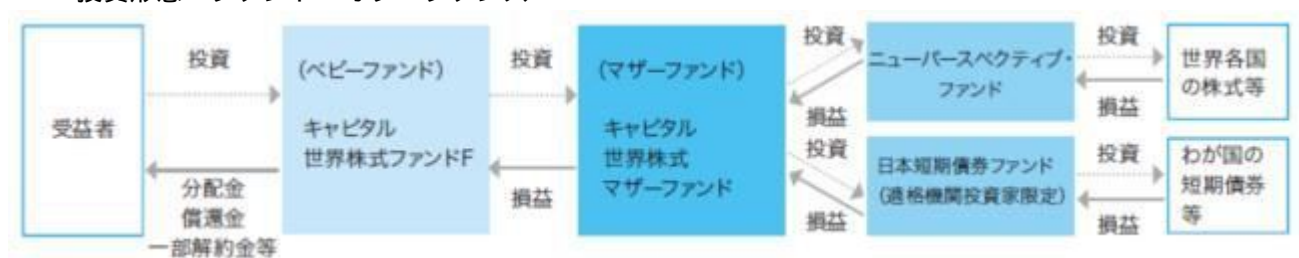 受益者
投資
分配金
償還金
一部解約金等
(ベビーファンド)
キャピタル
世界株式ファンドF
投資
損益
(マザーファンド)
キャピタル
世界株式
マザーファンド
投資
損益
投資
損益
ニューパースペクティブ・
ファンド
日本短期債券ファンド
(適格機関投資家限定)
投資
損益
投資
損益
世界各国
の株式等
わが国の
短期債券
等